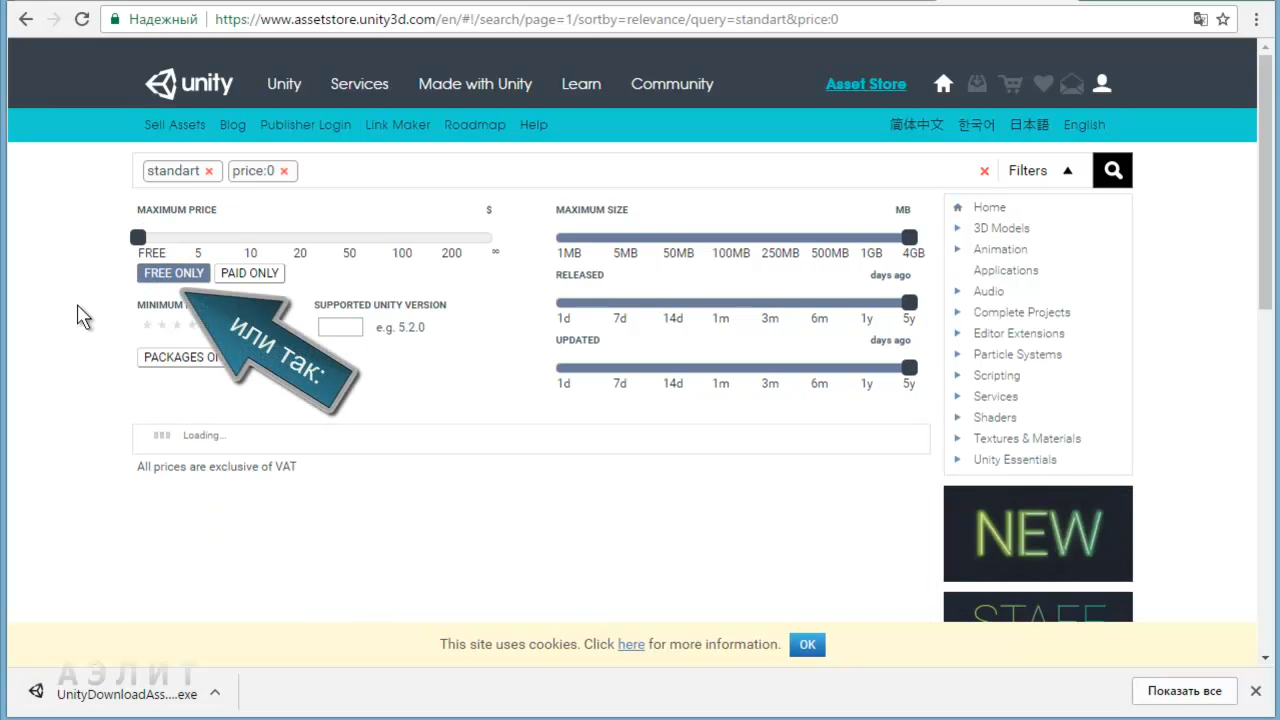 Надежный https://www.assetstore.unity3d.com/en/#!/search/page=1/sortby=relevance/query=standart&price:0
unity Unity Services Made with Unity Learn Community Asset Store
Sell Assets Blog Publisher Login Link Maker Roadmap Help 简体中文 한국어 日本語 English
standart × price:0 × × Filters
MAXIMUM PRICE $
FREE 5 10 20 50 100 200 ∞
FREE ONLY PAID ONLY
MINIMUM
SUPPORTED UNITY VERSION
e.g. 5.2.0
PACKAGES
или так:
MAXIMUM SIZE MB
1MB 5MB 50MB 100MB 250MB 500MB 1GB 4GB
RELEASED days ago
1d 7d 14d 1m 3m 6m 1y 5y
UPDATED days ago
1d 7d 14d 1m 3m 6m 1y 5y
Loading...
All prices are exclusive of VAT
Home
3D Models
Animation
Applications
Audio
Complete Projects
Editor Extensions
Particle Systems
Scripting
Services
Shaders
Textures & Materials
Unity Essentials
NEW
STAFF
This site uses cookies. Click here for more information. OK
АЭЛИТ
UnityDownloadAss....exe
Показать все